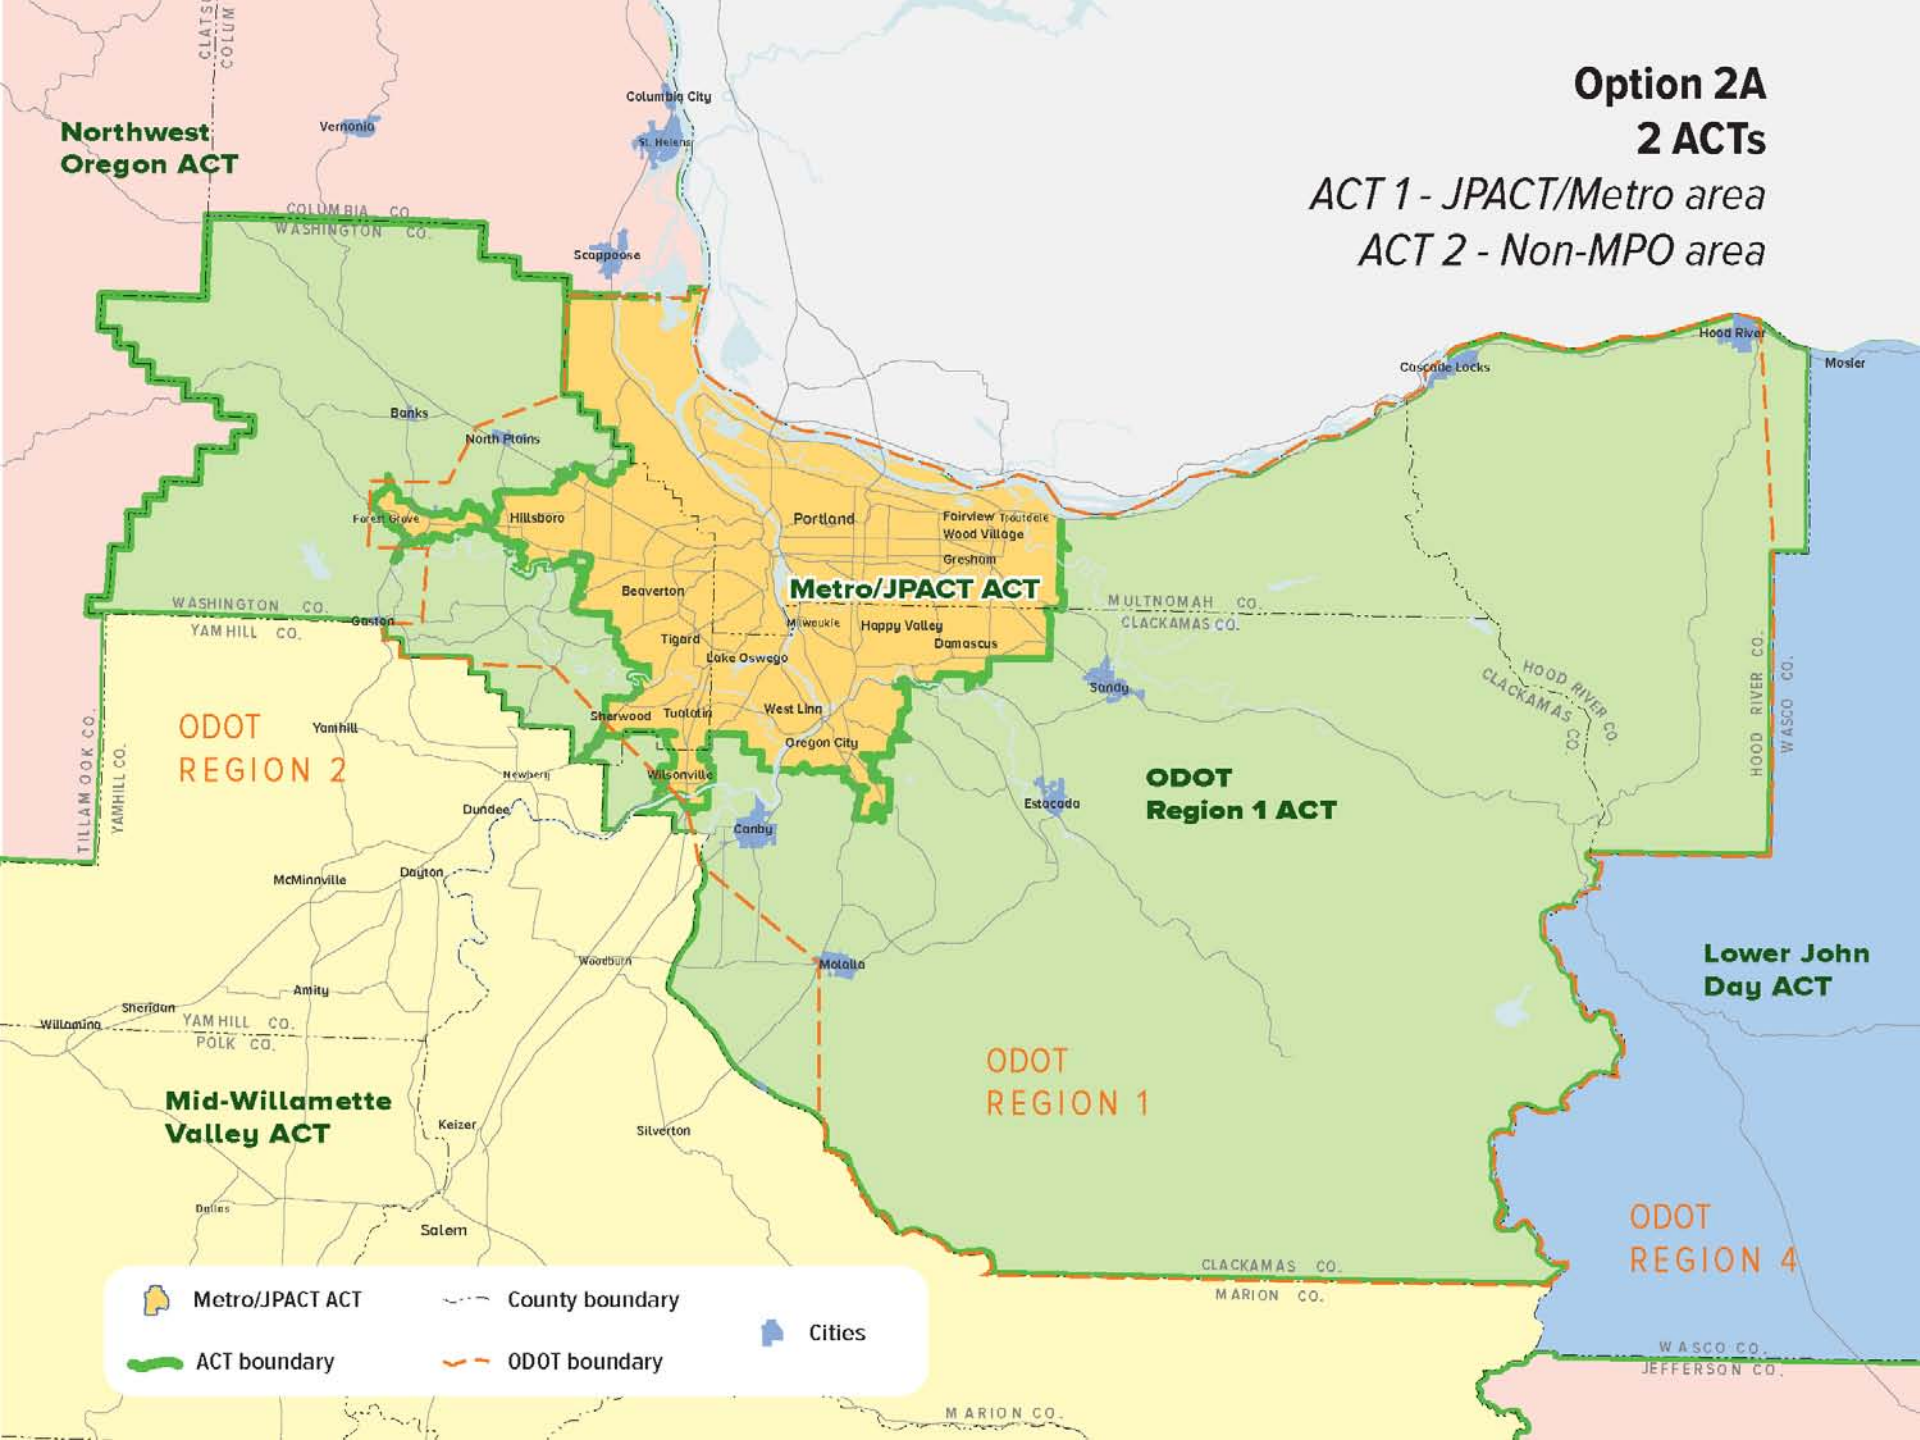 Option 2A
2 ACTs
ACT 1 - JPACT/Metro area
ACT 2 - Non-MPO area
CLATS
COLUM
Columbia City
Vernonia
St. Helens
Northwest
Oregon ACT
COLUMBIA CO.
WASHINGTON CO.
Scappoose
Hood River
Mosier
Cascade Locks
Banks
North Plains
Forest Grove
Hillsboro
Portland
Fairview
Troutdale
Wood Village
Gresham
Metro/JPACT ACT
Beaverton
WASHINGTON CO.
YAMHILL CO.
Gaston
MULTNOMAH CO.
CLACKAMAS CO.
Milwaukie
Happy Valley
Tigard
Damascus
Lake Oswego
Sandy
HOOD RIVER CO.
CLACKAMAS CO.
HOOD RIVER CO.
WASCO CO.
Sherwood
Tualatin
West Linn
Oregon City
ODOT
REGION 2
Yamhill
TILLAMOOK CO.
YAMHILL CO.
Newberg
Wilsonville
ODOT
Region 1 ACT
Dundee
Estacada
Canby
McMinnville
Dayton
Woodburn
Molalla
Lower John
Day ACT
Amity
Sheridan
Willamina
YAMHILL CO.
POLK CO.
ODOT
REGION 1
Mid-Willamette
Valley ACT
Keizer
Silverton
Dallas
Salem
ODOT
REGION 4
CLACKAMAS CO.
MARION CO.
Metro/JPACT ACT
County boundary
Cities
ACT boundary
ODOT boundary
WASCO CO.
JEFFERSON CO.
MARION CO.